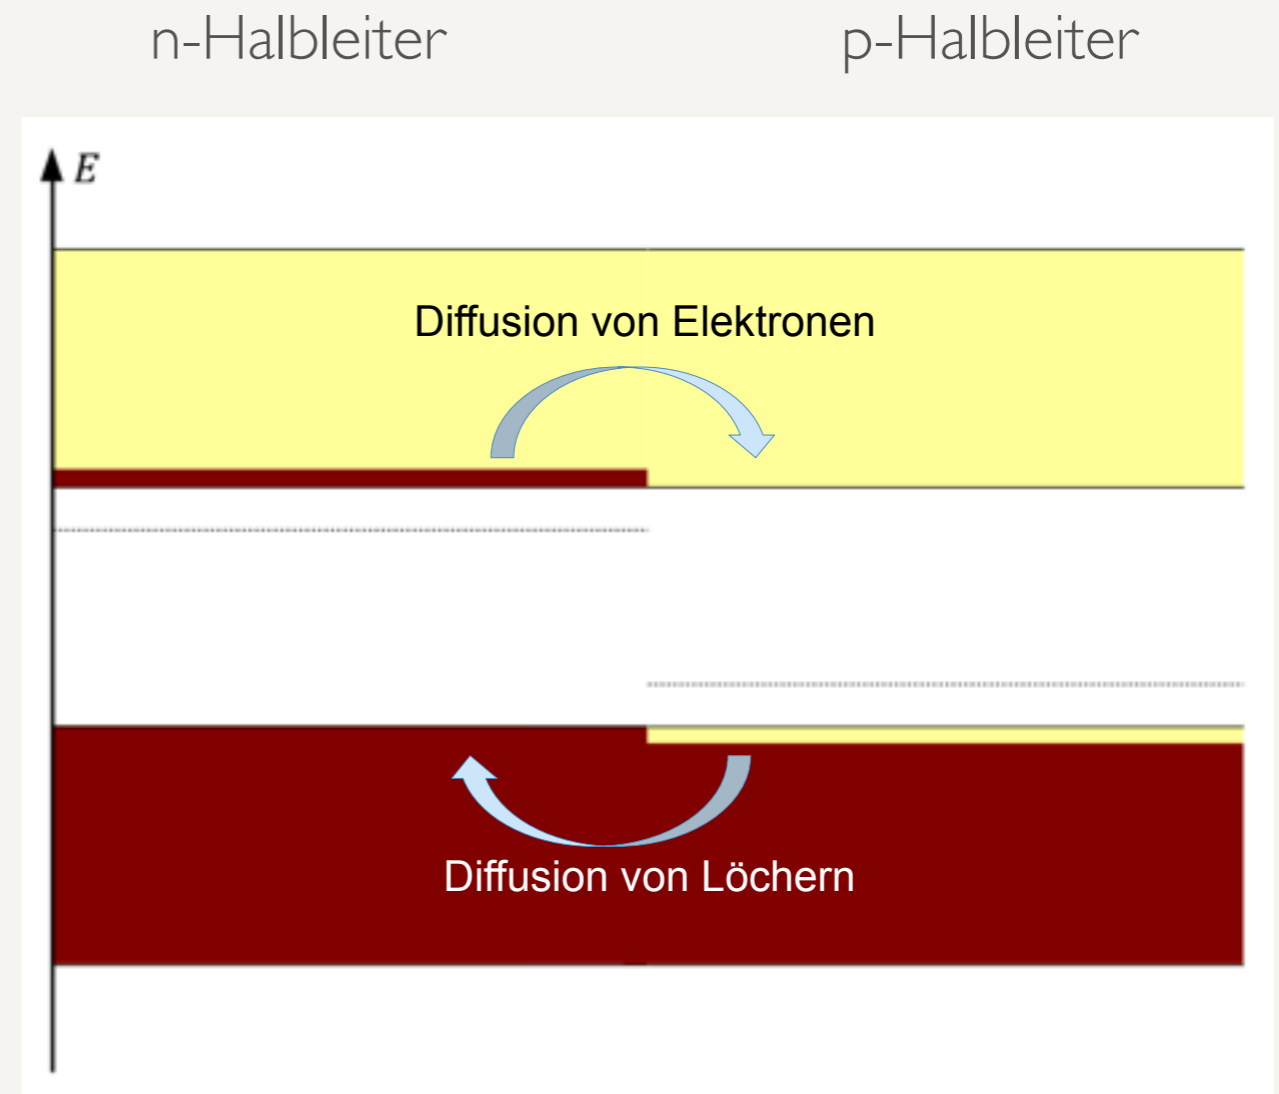 n-Halbleiter
p-Halbleiter
E
Diffusion von Elektronen
Diffusion von Löchern